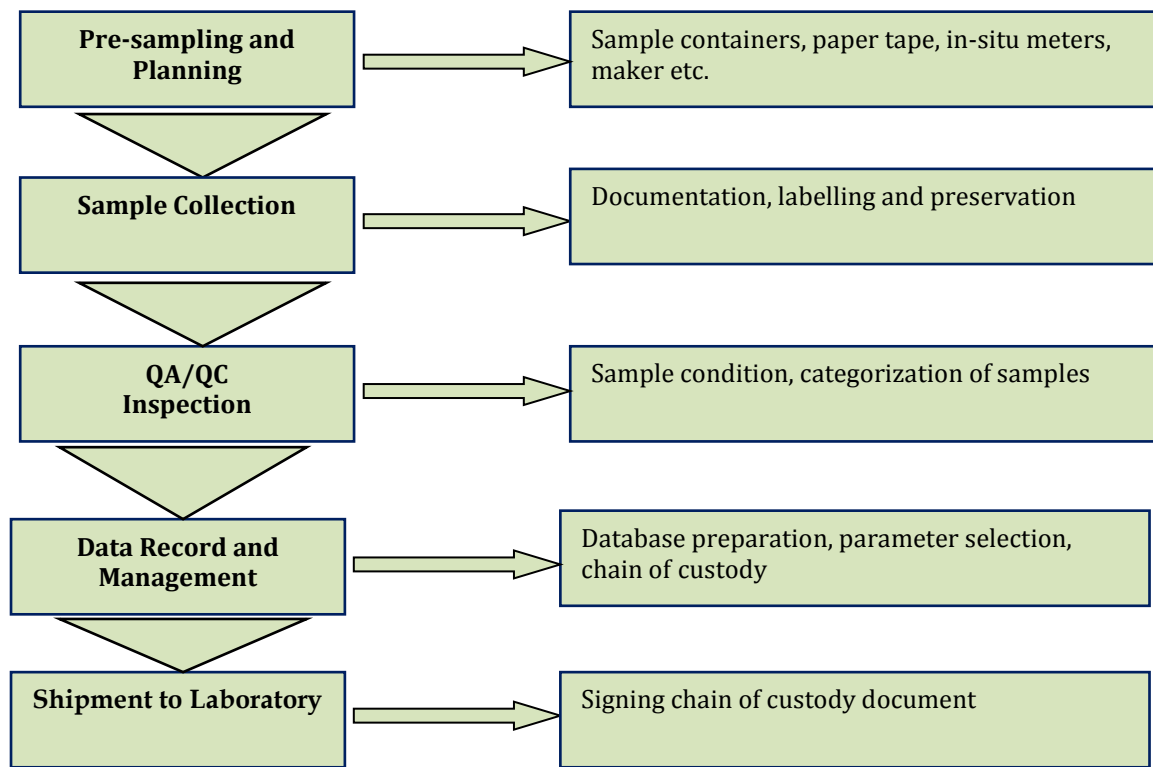 Pre-sampling and
Planning
Sample containers, paper tape, in-situ meters,
maker etc.
Sample Collection
Documentation, labelling and preservation
QA/QC
Inspection
Sample condition, categorization of samples
Data Record and
Management
Database preparation, parameter selection,
chain of custody
Shipment to Laboratory
Signing chain of custody document